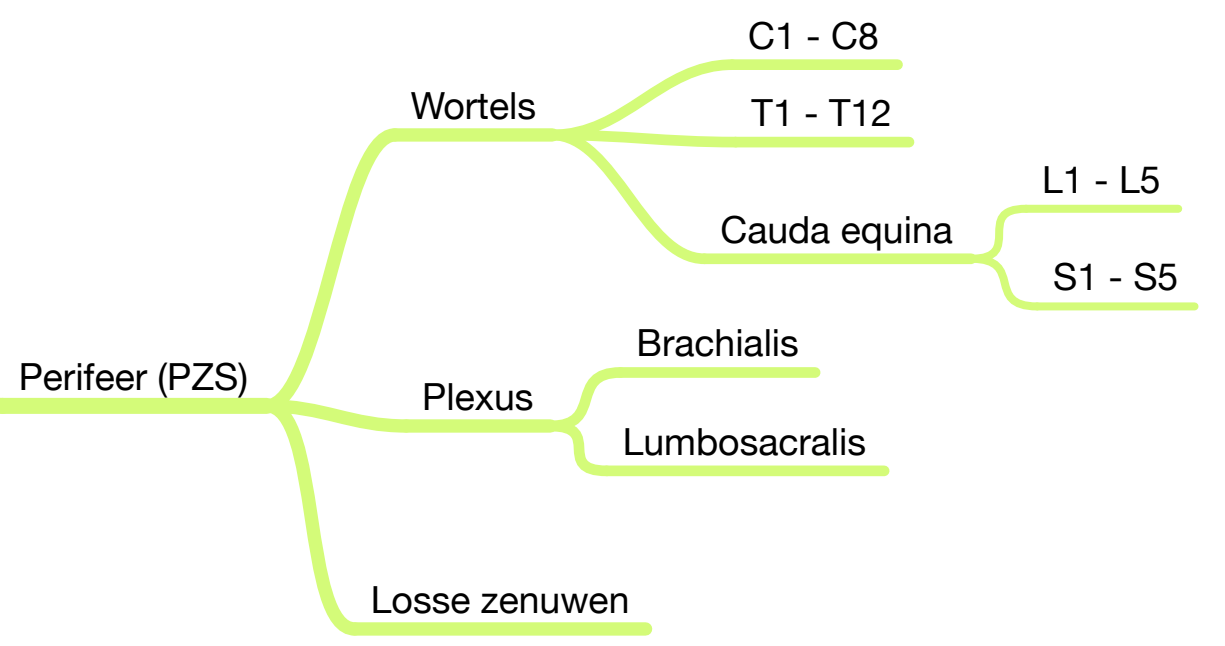 C1 - C8
Wortels
T1 - T12
L1 - L5
Cauda equina
S1 - S5
Brachialis
Perifeer (PZS)
Plexus
Lumbosacralis
Losse zenuwen